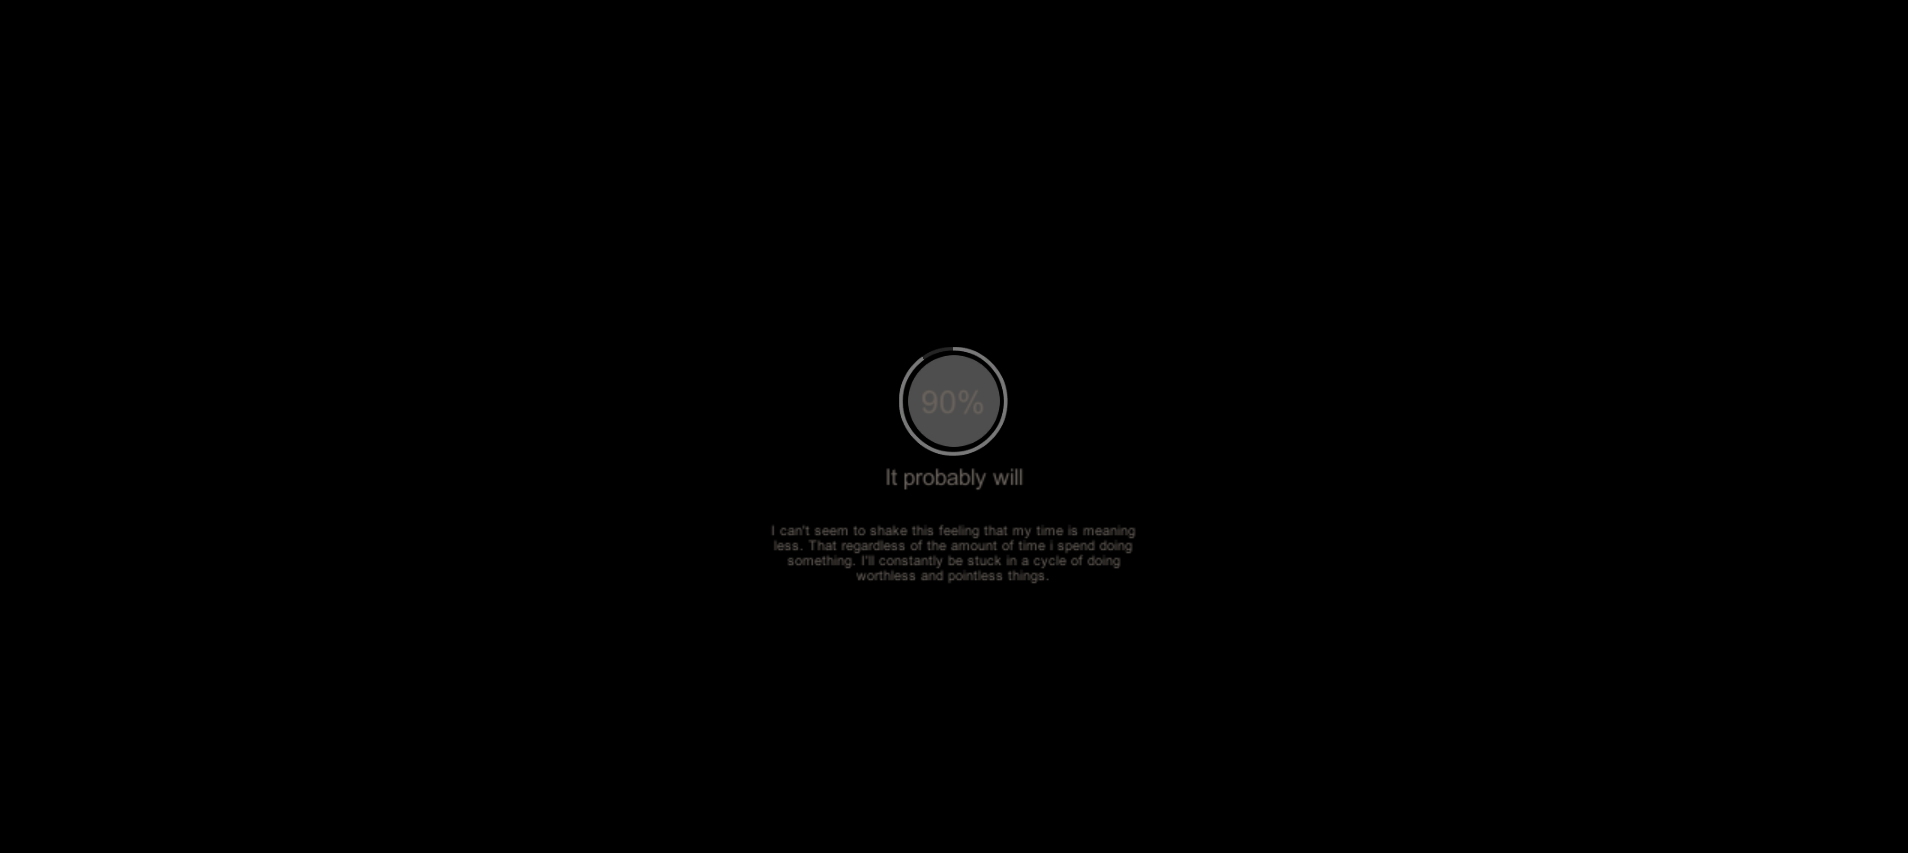 90%
It probably will
I can't seem to shake this feeling that my time is meaning
less. That regardless of the amount of time i spend doing
something. I'll constantly be stuck in a cycle of doing
worthless and pointless things.